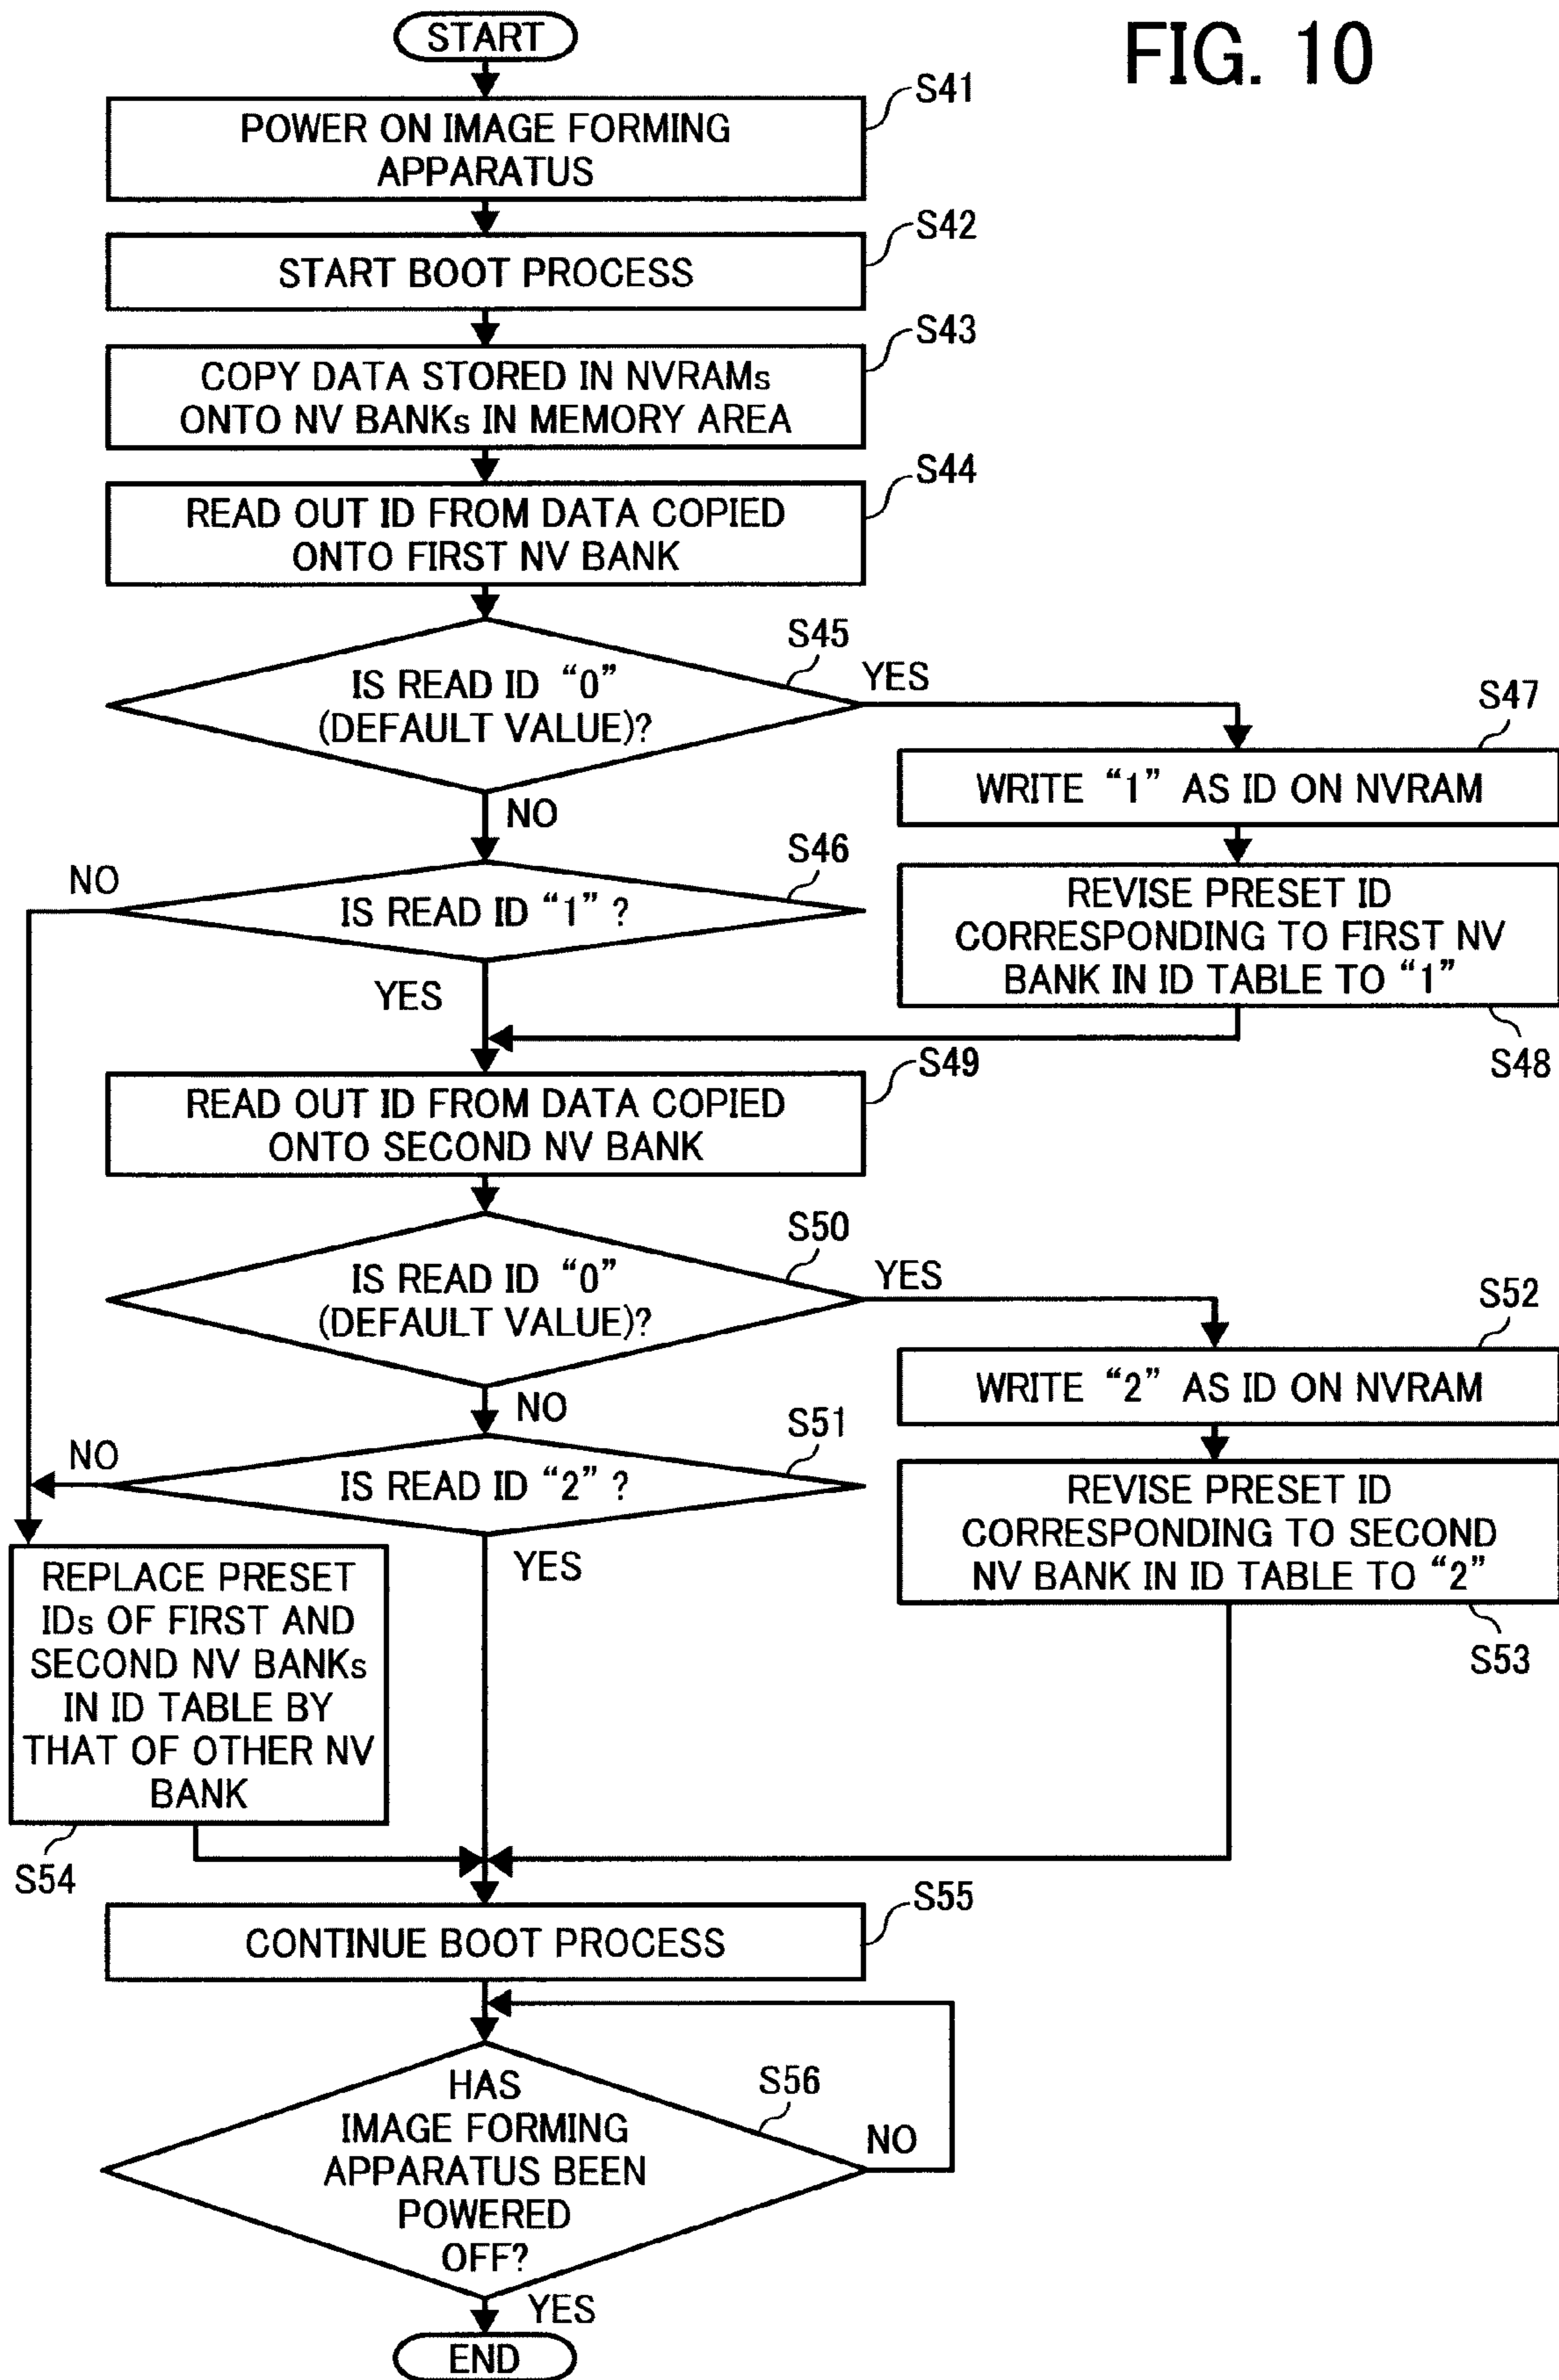 FIG. 10
START
S41
POWER ON IMAGE FORMING
APPARATUS
S42
START BOOT PROCESS
S43
COPY DATA STORED IN NVRAMs
ONTO NV BANKs IN MEMORY AREA
S44
READ OUT ID FROM DATA COPIED
ONTO FIRST NV BANK
S45
IS READ ID “0”
(DEFAULT VALUE)?
YES
NO
S47
WRITE “1” AS ID ON NVRAM
S46
IS READ ID “1” ?
NO
YES
REVISE PRESET ID
CORRESPONDING TO FIRST NV
BANK IN ID TABLE TO “1”
S48
S49
READ OUT ID FROM DATA COPIED
ONTO SECOND NV BANK
S50
IS READ ID “0”
(DEFAULT VALUE)?
YES
NO
S52
WRITE “2” AS ID ON NVRAM
S51
IS READ ID “2” ?
NO
YES
REVISE PRESET ID
CORRESPONDING TO SECOND
NV BANK IN ID TABLE TO “2”
S53
REPLACE PRESET
IDs OF FIRST AND
SECOND NV BANKs
IN ID TABLE BY
THAT OF OTHER NV
BANK
S54
S55
CONTINUE BOOT PROCESS
S56
HAS
IMAGE FORMING
APPARATUS BEEN
POWERED
OFF?
NO
YES
END